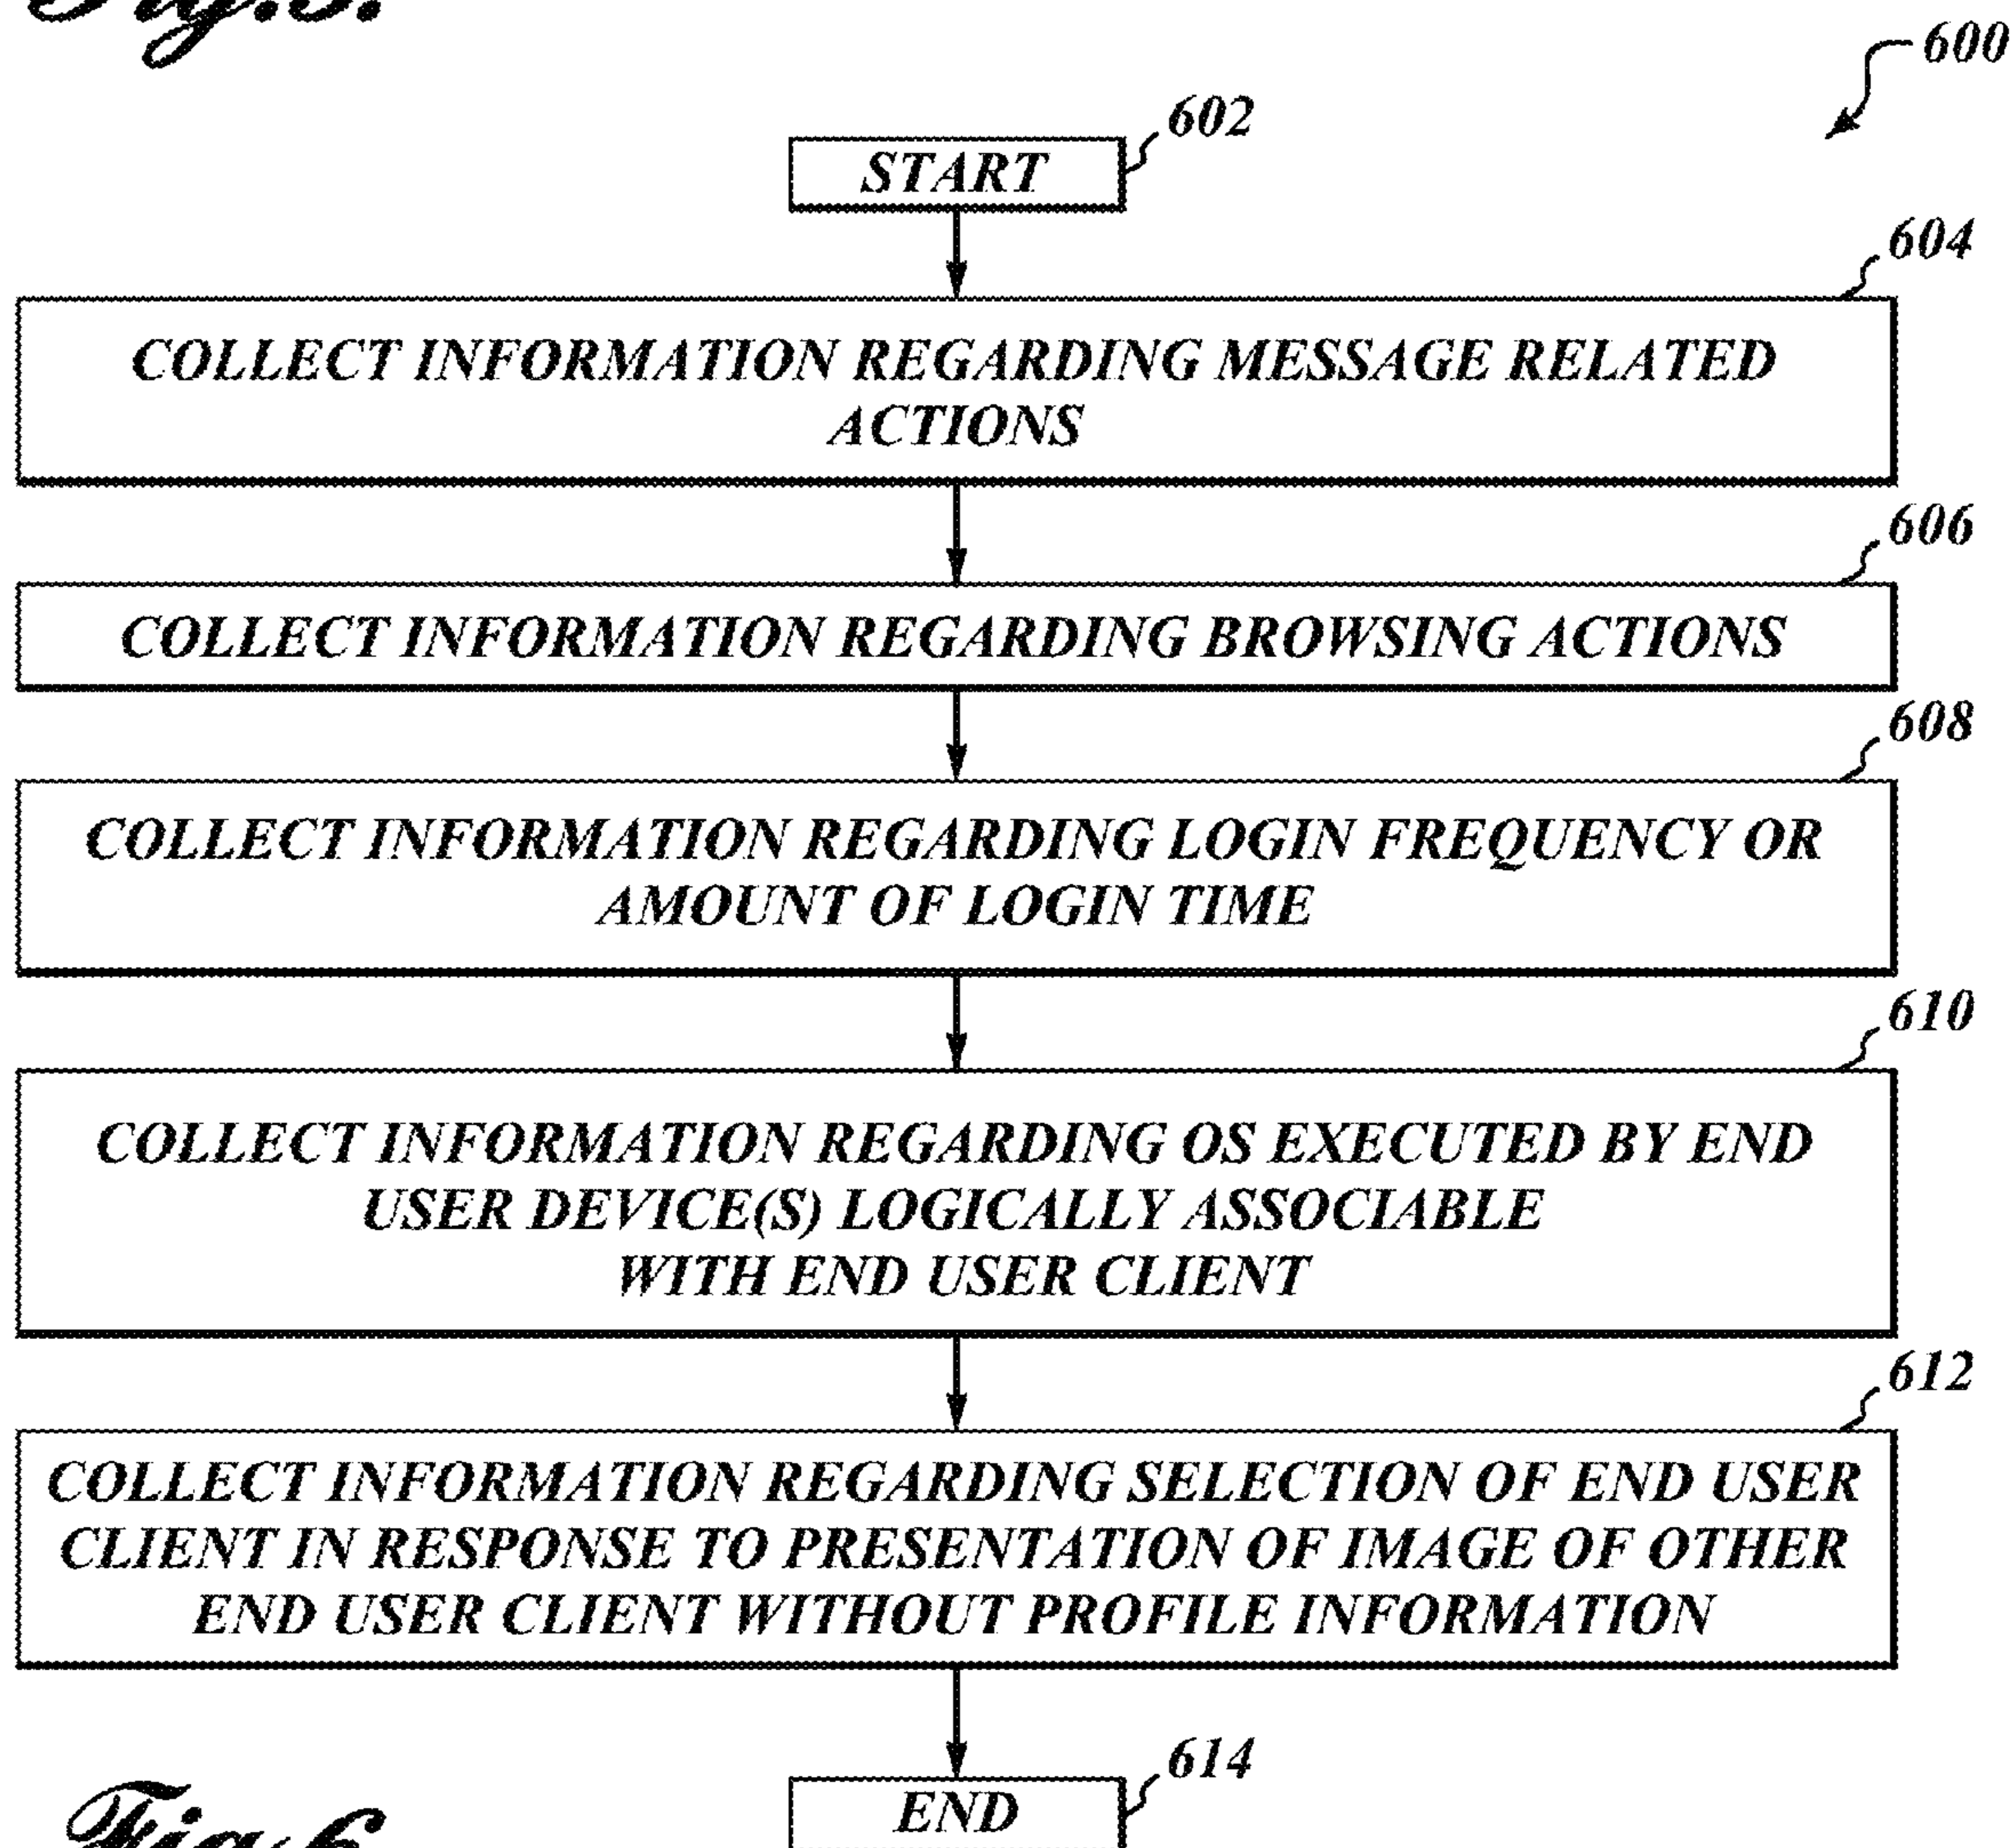 Fig.5.
600
602
START
604
COLLECT INFORMATION REGARDING MESSAGE RELATED
ACTIONS
606
COLLECT INFORMATION REGARDING BROWSING ACTIONS
608
COLLECT INFORMATION REGARDING LOGIN FREQUENCY OR
AMOUNT OF LOGIN TIME
610
COLLECT INFORMATION REGARDING OS EXECUTED BY END
USER DEVICE(S) LOGICALLY ASSOCIABLE
WITH END USER CLIENT
612
COLLECT INFORMATION REGARDING SELECTION OF END USER
CLIENT IN RESPONSE TO PRESENTATION OF IMAGE OF OTHER
END USER CLIENT WITHOUT PROFILE INFORMATION
614
END
Fig.6.